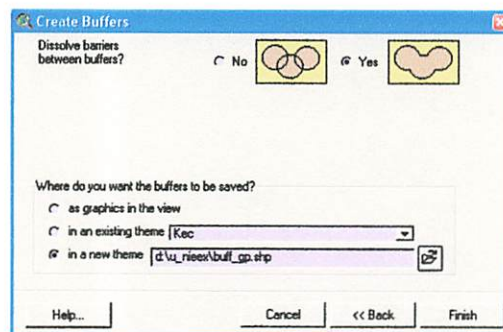 Create Buffers
Dissolve barriers
between buffers?
No
Yes
Where do you want the buffers to be saved?
as graphics in the view
in an existing theme Kec
in a new theme d:\u_nieex\buff_gp.shp
Help... Cancel << Back Finish